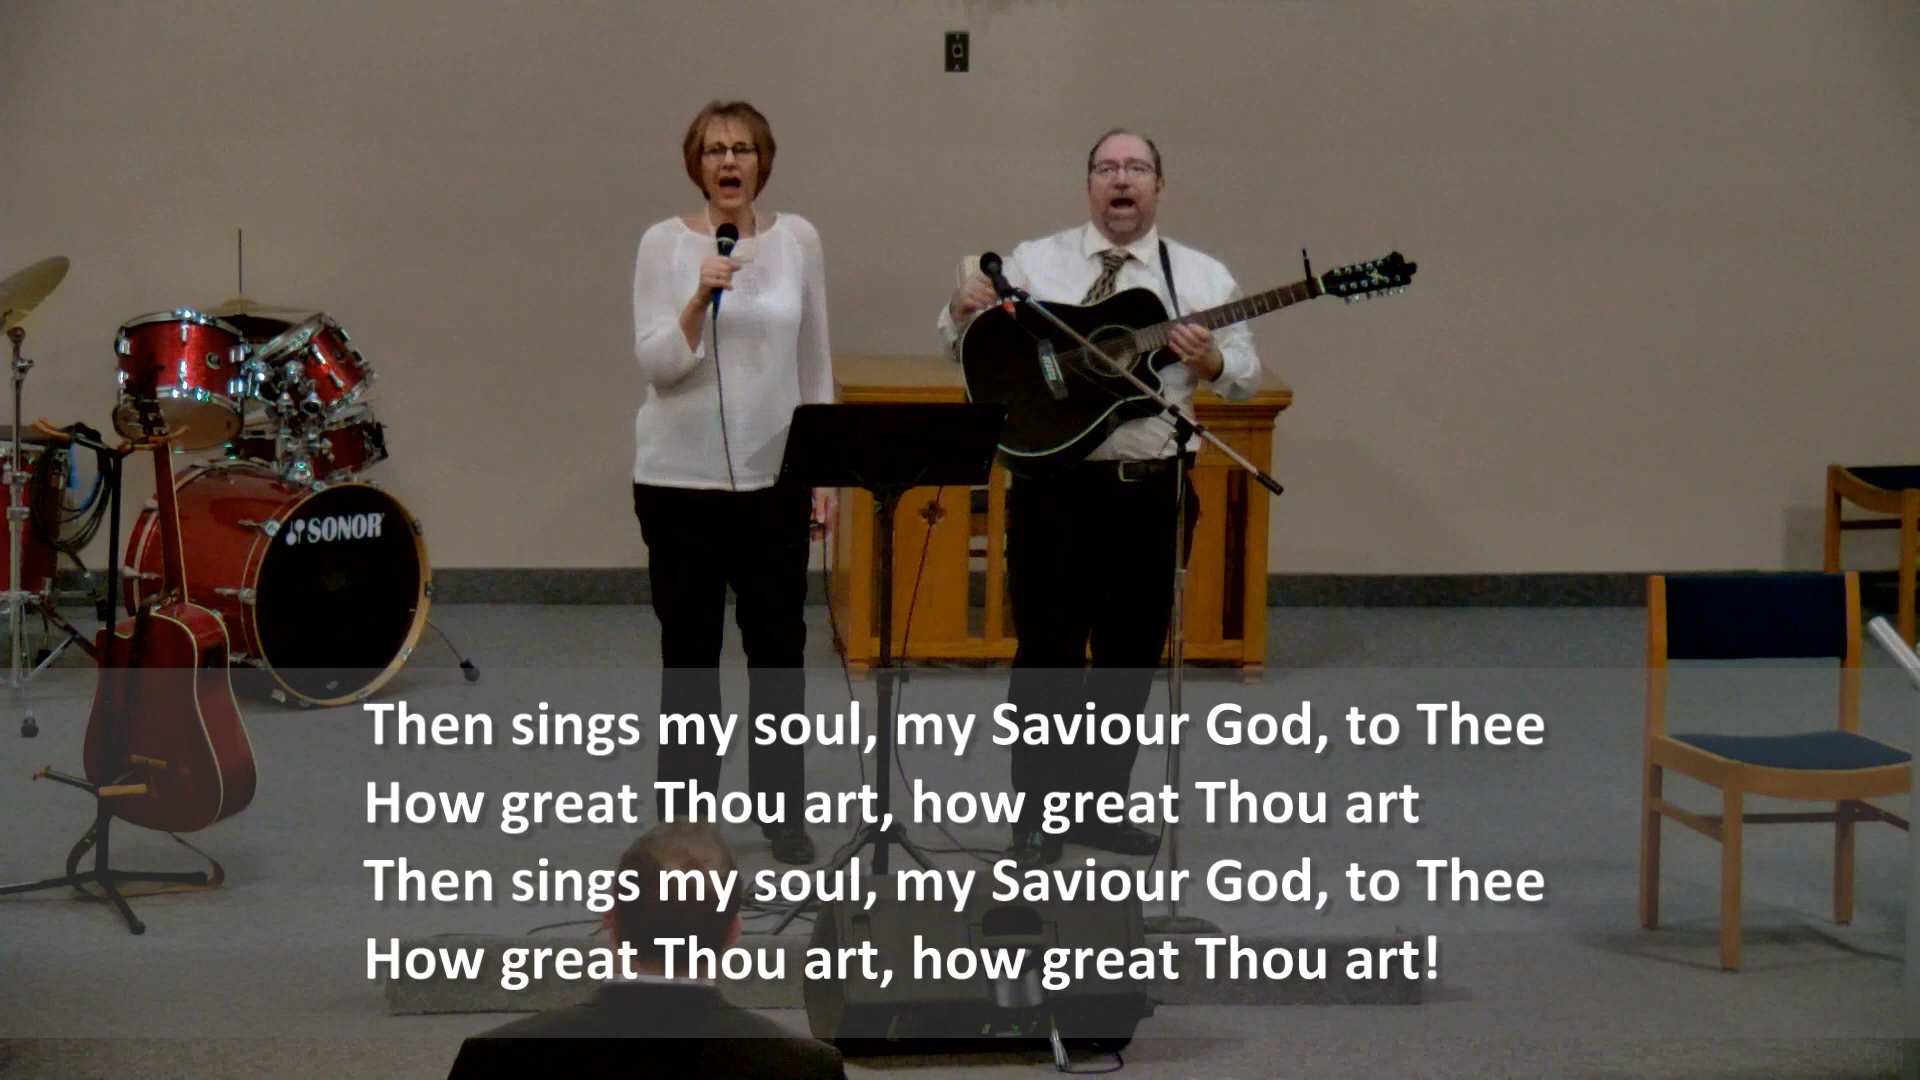 SONOR
Then sings my soul, my Saviour God, to Thee
How great Thou art, how great Thou art
Then sings my soul, my Saviour God, to Thee
How great Thou art, how great Thou art!